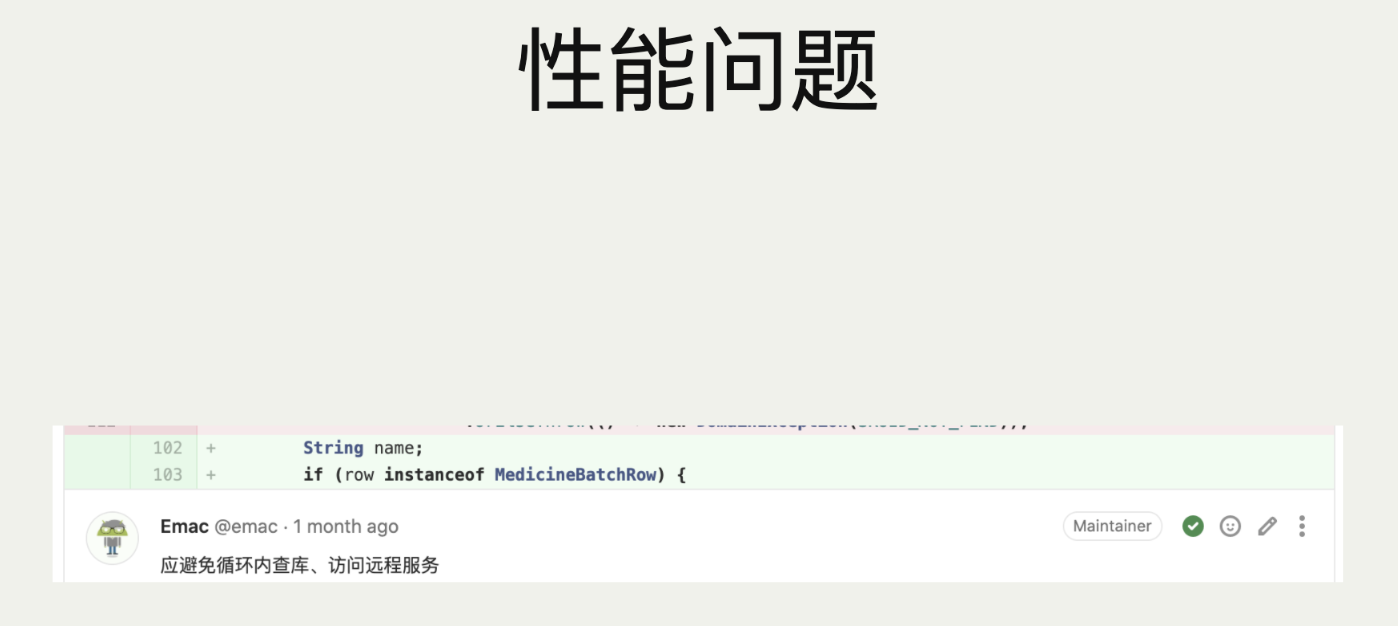 性能问题
102 + String name;
103 + if (row instanceof MedicineBatchRow) {
Emac @emac · 1 month ago Maintainer
应避免循环内查库、访问远程服务